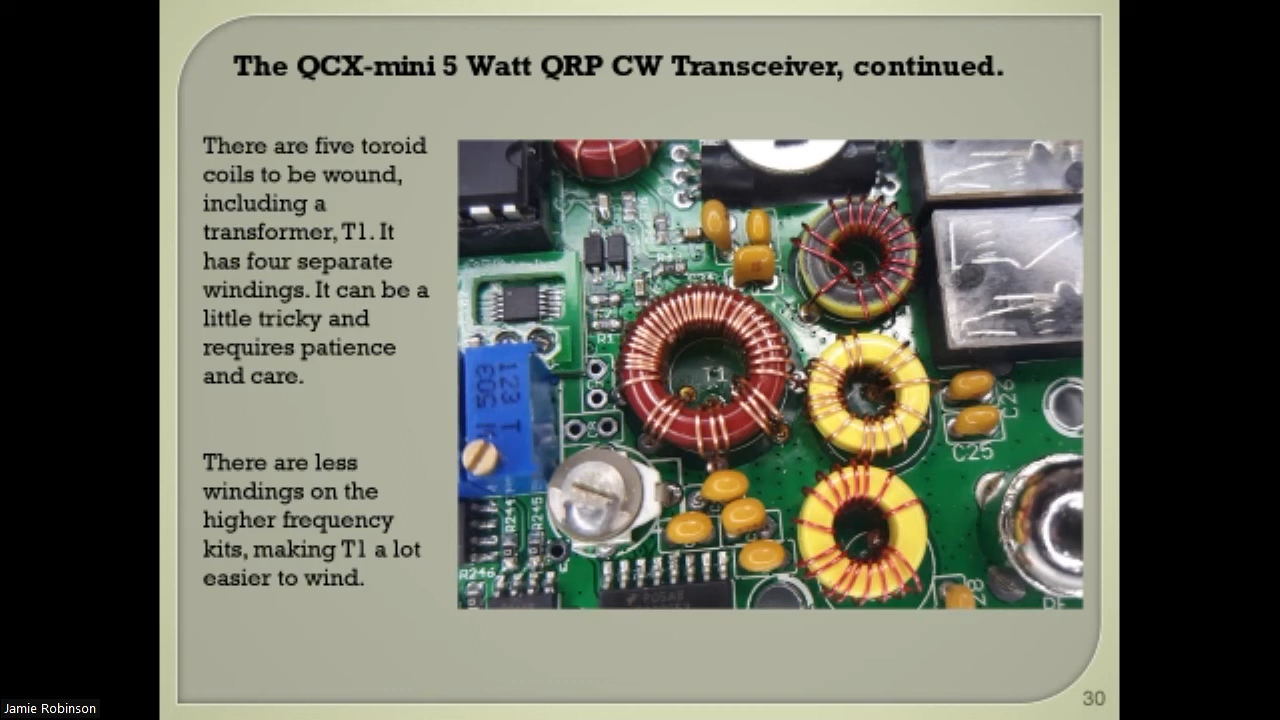 The QCX-mini 5 Watt QRP CW Transceiver, continued.
There are five toroid
coils to be wound,
including a
transformer, T1. It
has four separate
windings. It can be a
little tricky and
requires patience
and care.
There are less
windings on the
higher frequency
kits, making T1 a lot
easier to wind.
3
T1
R1
503
123 T
C26
C25
R244
R245
R246
Jamie Robinson
30